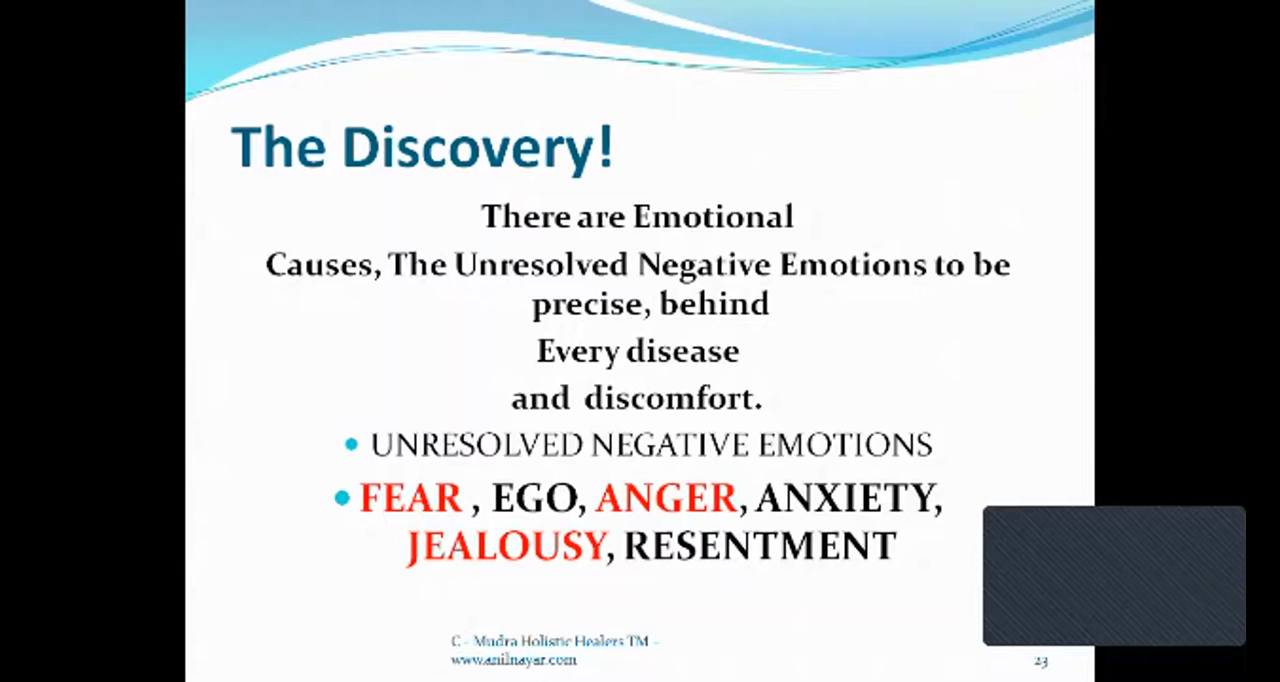 The Discovery!
There are Emotional
Causes, The Unresolved Negative Emotions to be
precise, behind
Every disease
and discomfort.
• UNRESOLVED NEGATIVE EMOTIONS
• FEAR , EGO, ANGER, ANXIETY,
JEALOUSY, RESENTMENT
C - Mudra Holistic Healers TM -
www.anilnayar.com
23